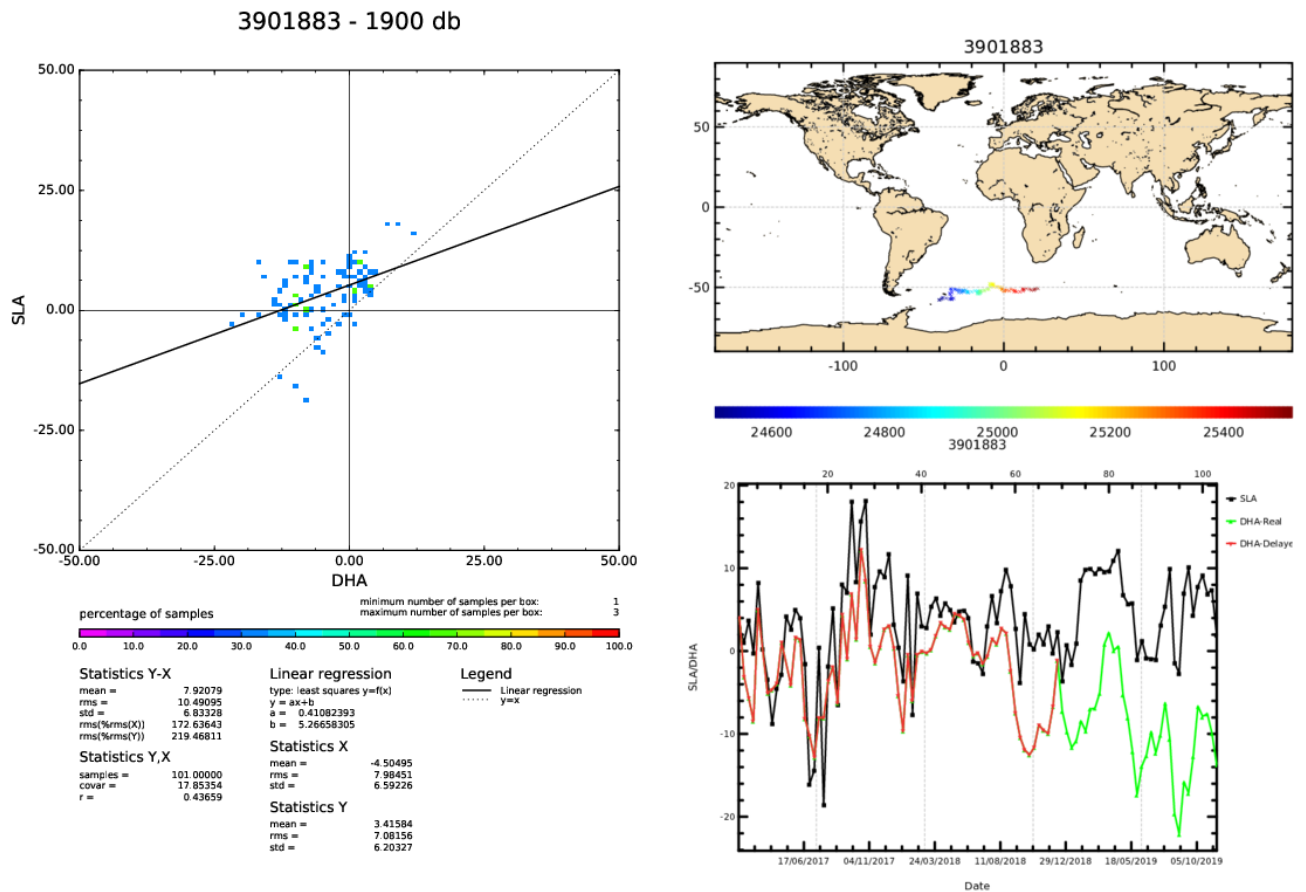 3901883 - 1900 db
50.00
25.00
0.00
-25.00
-50.00
SLA
-50.00 -25.00 0.00 25.00 50.00
DHA
percentage of samples
minimum number of samples per box: 1
maximum number of samples per box: 3
0.0 10.0 20.0 30.0 40.0 50.0 60.0 70.0 80.0 90.0 100.0
Statistics Y-X
mean = 7.92079
rms = 10.49095
std = 6.83328
rms(%rms(X)) 172.63643
rms(%rms(Y)) 219.46811
Statistics Y,X
samples = 101.00000
covar = 17.85354
r = 0.43659
Linear regression
type: least squares y=f(x)
y = ax+b
a = 0.41082393
b = 5.26658305
Statistics X
mean = -4.50495
rms = 7.98451
std = 6.59226
Statistics Y
mean = 3.41584
rms = 7.08156
std = 6.20327
Legend
Linear regression
y=x
3901883
50
0
-50
-100 0 100
24600 24800 25000 25200 25400
3901883
20 40 60 80 100
20
10
0
-10
-20
SLA/DHA
SLA
DHA-Real
DHA-Delaye
17/06/2017 04/11/2017 24/03/2018 11/08/2018 29/12/2018 18/05/2019 05/10/2019
Date